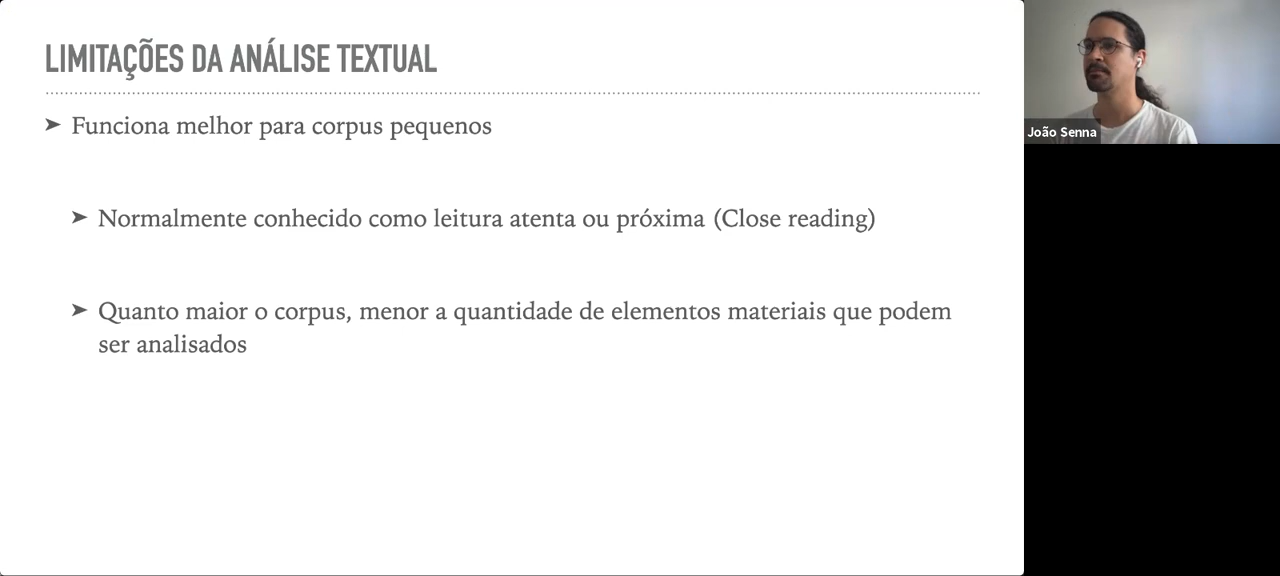 LIMITAÇÕES DA ANÁLISE TEXTUAL
➤ Funciona melhor para corpus pequenos
➤ Normalmente conhecido como leitura atenta ou próxima (Close reading)
➤ Quanto maior o corpus, menor a quantidade de elementos materiais que podem
ser analisados
João Senna